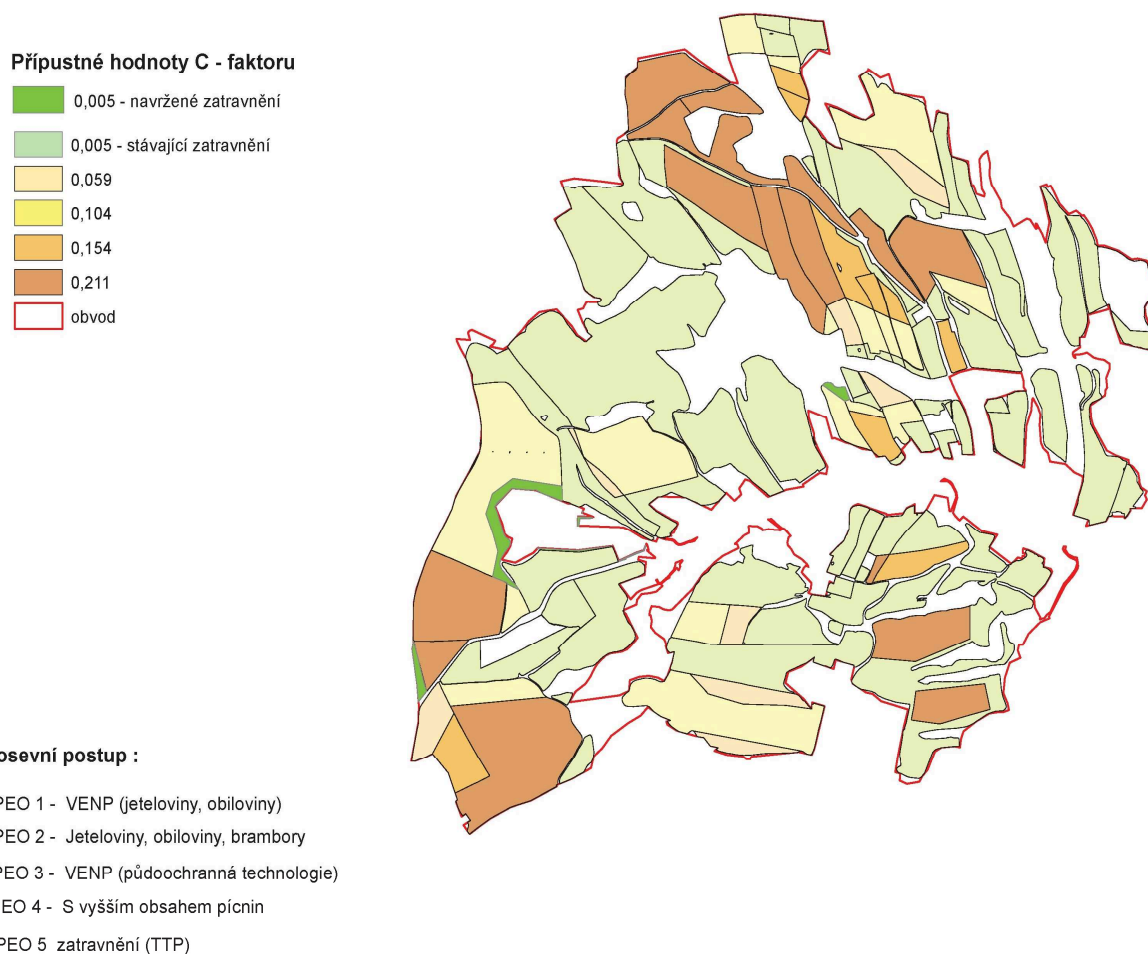 Přípustné hodnoty C - faktoru
0,005 - navržené zatravnění
0,005 - stávající zatravnění
0,059
0,104
0,154
0,211
obvod
osevní postup :
PEO 1 - VENP (jeteloviny, obiloviny)
PEO 2 - Jeteloviny, obiloviny, brambory
PEO 3 - VENP (půdoochranná technologie)
EO 4 - S vyšším obsahem pícnin
PEO 5 zatravnění (TTP)